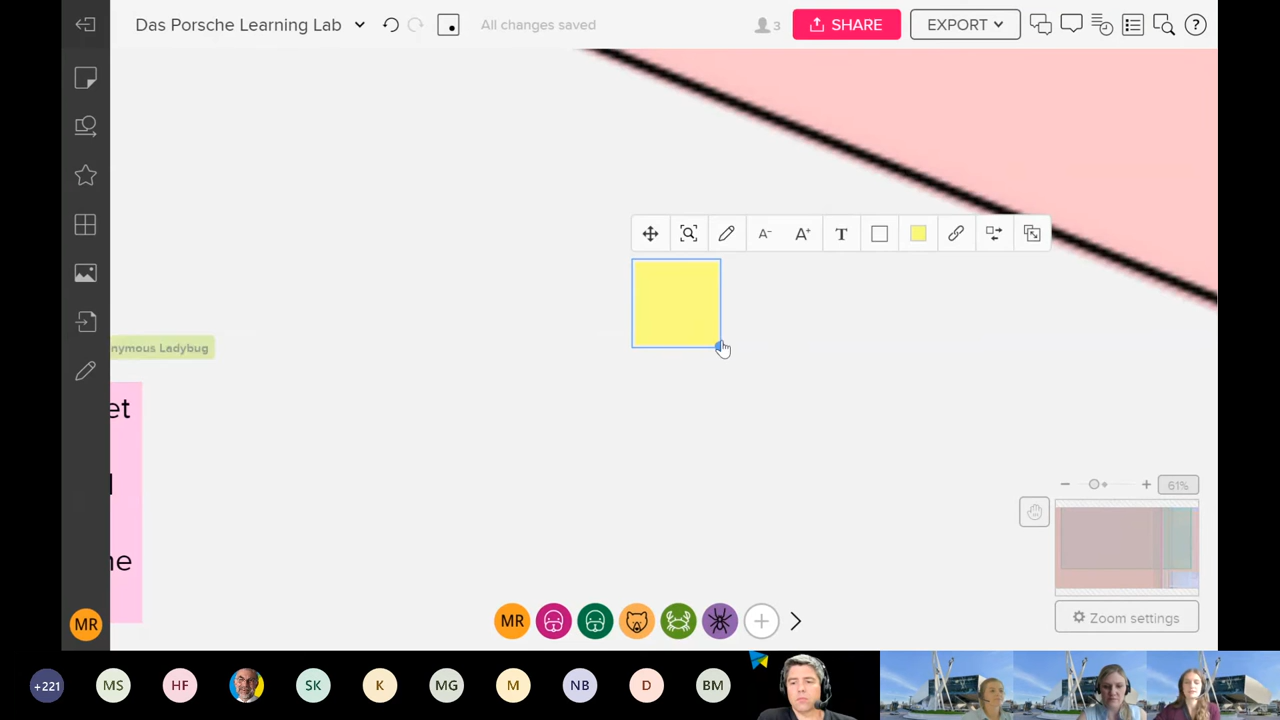 Das Porsche Learning Lab
All changes saved
3
SHARE
EXPORT
?
A-
A+
T
nymous Ladybug
et
he
61%
Zoom settings
MR
MR
+221
MS
HF
SK
K
MG
M
NB
D
BM